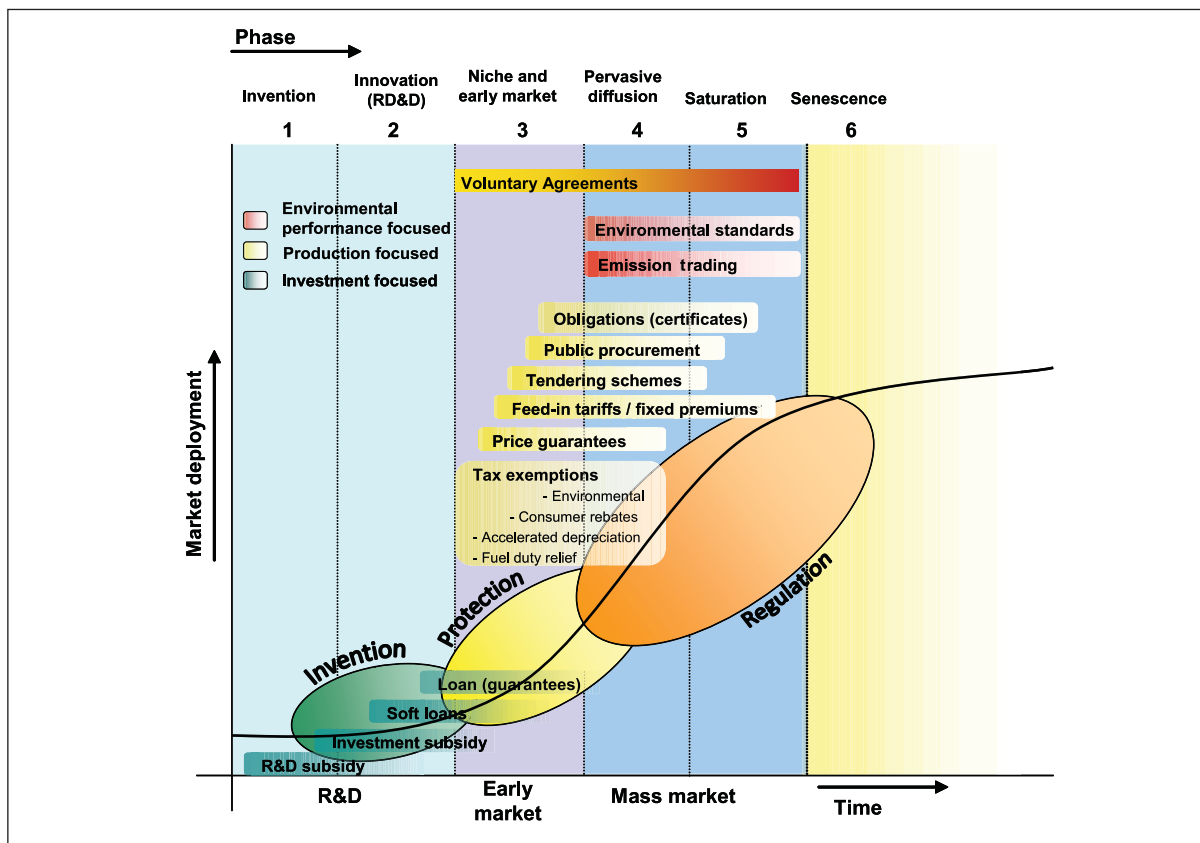 Phase
Invention
Innovation
(RD&D)
Niche and
early market
Pervasive
diffusion
Saturation
Senescence
1
2
3
4
5
6
Voluntary Agreements
Environmental
performance focused
Production focused
Investment focused
Environmental standards
Emission trading
Obligations (certificates)
Public procurement
Tendering schemes
Feed-in tariffs / fixed premiums
Price guarantees
Tax exemptions
- Environmental
- Consumer rebates
- Accelerated depreciation
- Fuel duty relief
Market deployment
Invention
Protection
Regulation
Loan (guarantees)
Soft loans
Investment subsidy
R&D subsidy
R&D
Early
market
Mass market
Time